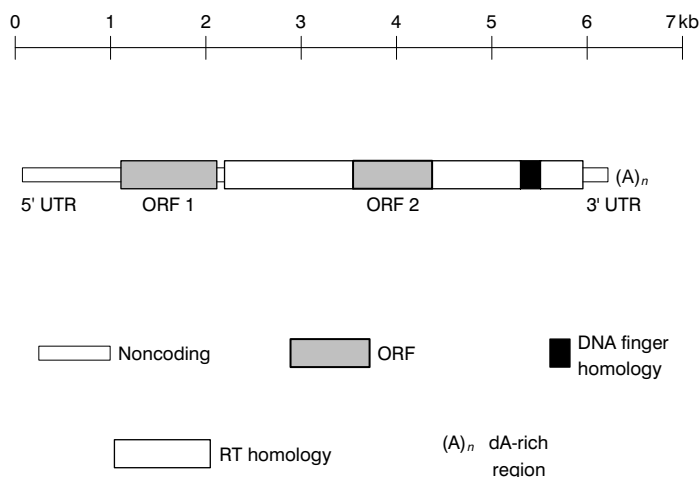 0 1 2 3 4 5 6 7 kb
(A)n
5' UTR ORF 1 ORF 2 3' UTR
Noncoding
ORF
DNA finger
homology
RT homology
(A)n dA-rich
region